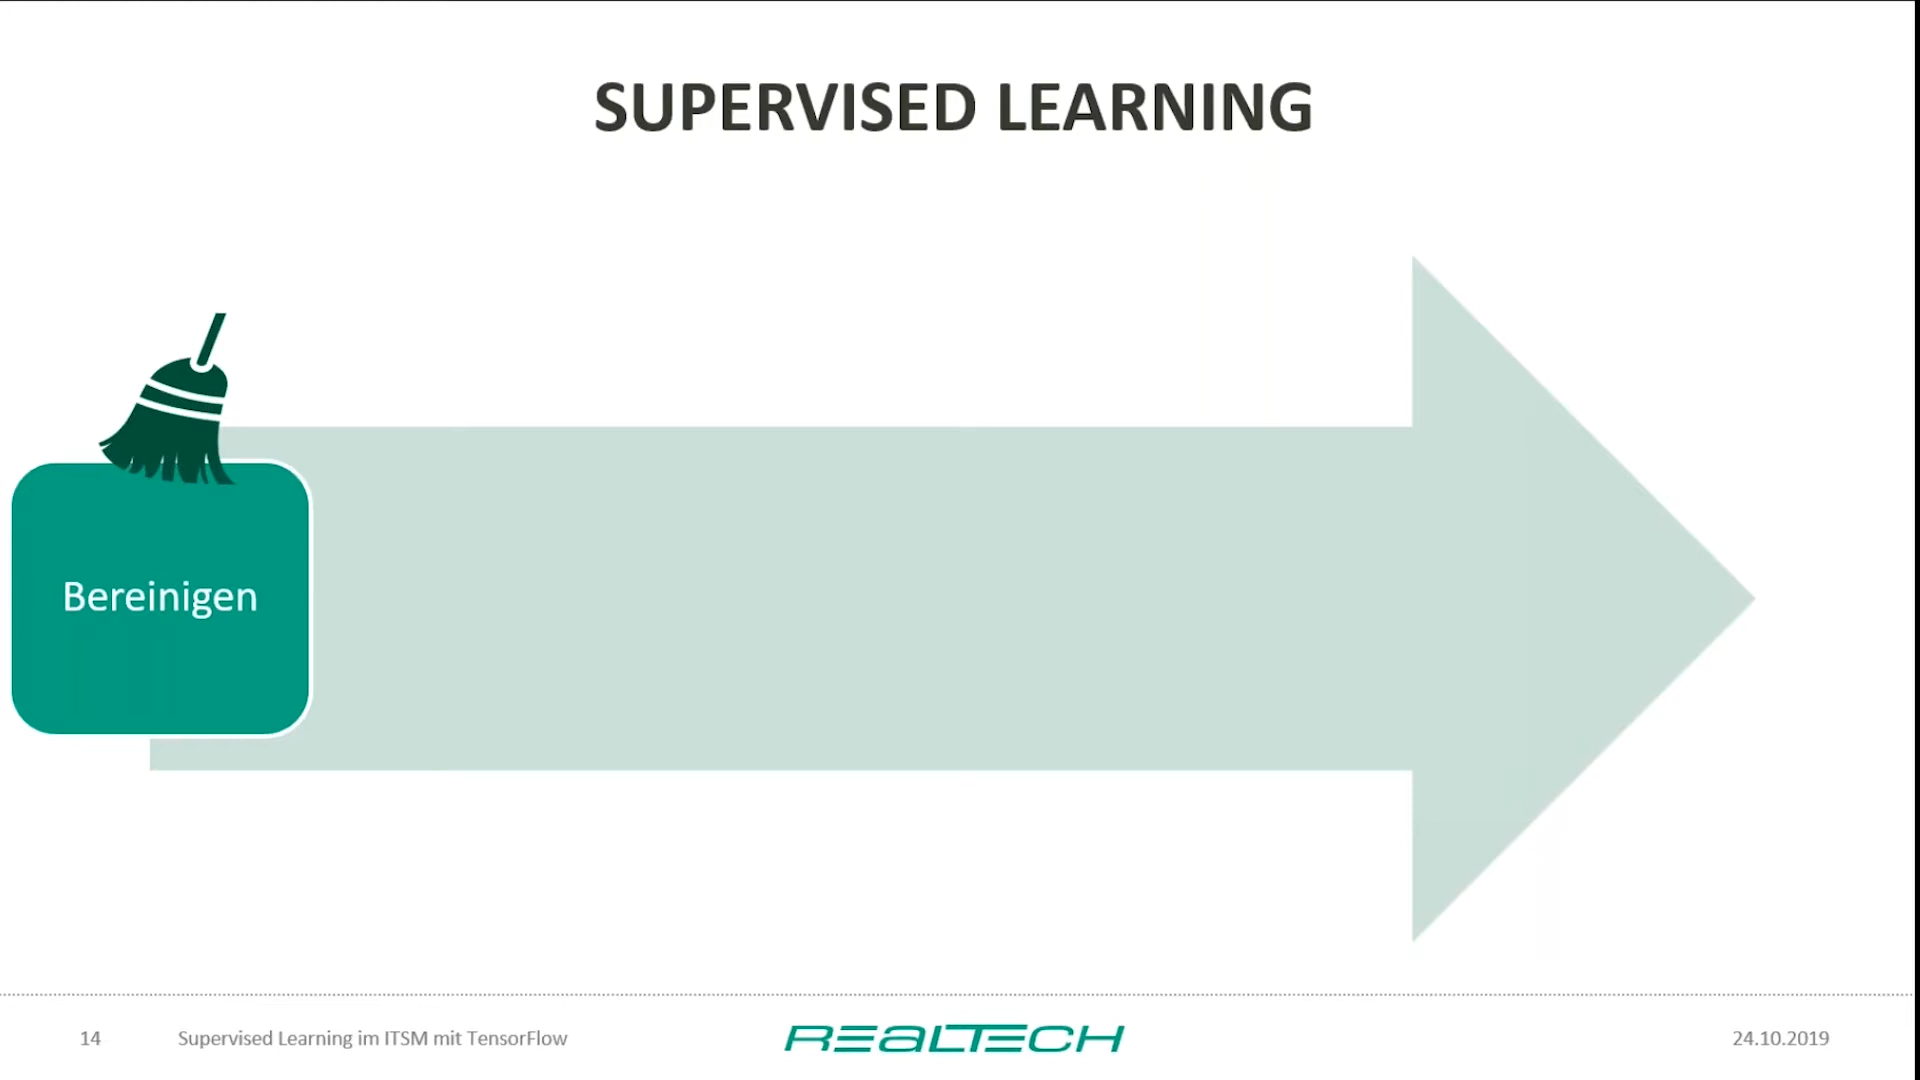 SUPERVISED LEARNING
Bereinigen
14
Supervised Learning im ITSM mit TensorFlow
REALTECH
24.10.2019